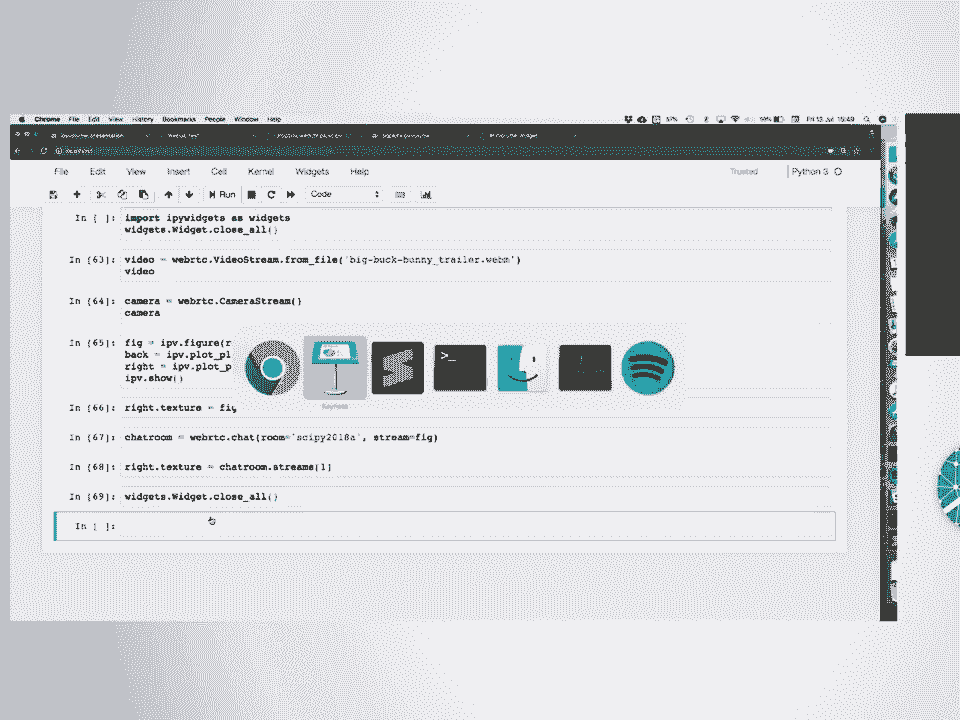 Chrome File Edit View History Bookmarks People Window Help
57% 59% Fri 13 Jul 15:49
File Edit View Insert Cell Kernel Widgets Help
Trusted Python 3
Run Code
In [ ]: import ipywidgets as widgets
widgets.Widget.close_all()
In [63]: video = webrtc.VideoStream.from_file('big-buck-bunny_trailer.webm')
video
In [64]: camera = webrtc.CameraStream()
camera
In [65]: fig = ipv.figure(r
back = ipv.plot_pl
right = ipv.plot_p
ipv.show()
In [66]: right.texture = fig
In [67]: chatroom = webrtc.chat(room='scipy2018a', stream=fig)
In [68]: right.texture = chatroom.streams[1]
In [69]: widgets.Widget.close_all()
In [ ]: